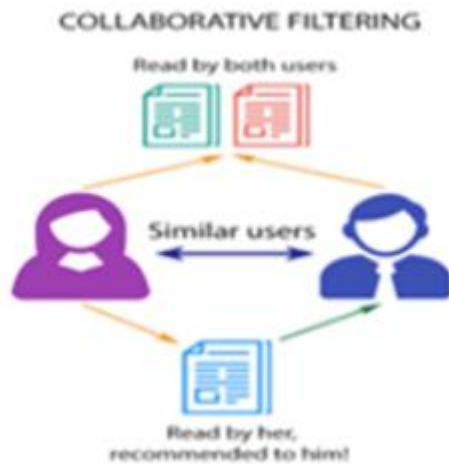 COLLABORATIVE FILTERING
Read by both users
Similar users
Read by her,
recommended to him!